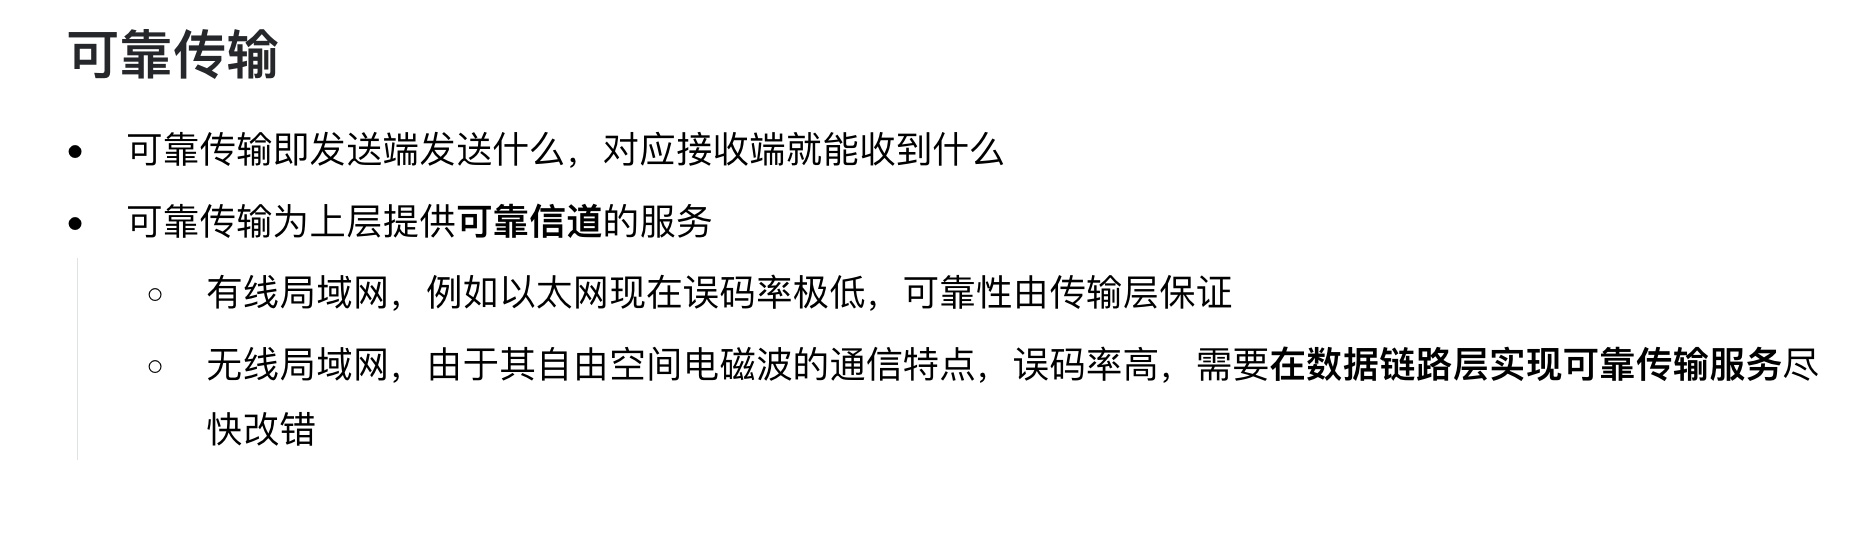 可靠传输
• 可靠传输即发送端发送什么，对应接收端就能收到什么
• 可靠传输为上层提供可靠信道的服务
○ 有线局域网，例如以太网现在误码率极低，可靠性由传输层保证
○ 无线局域网，由于其自由空间电磁波的通信特点，误码率高，需要在数据链路层实现可靠传输服务尽
快改错